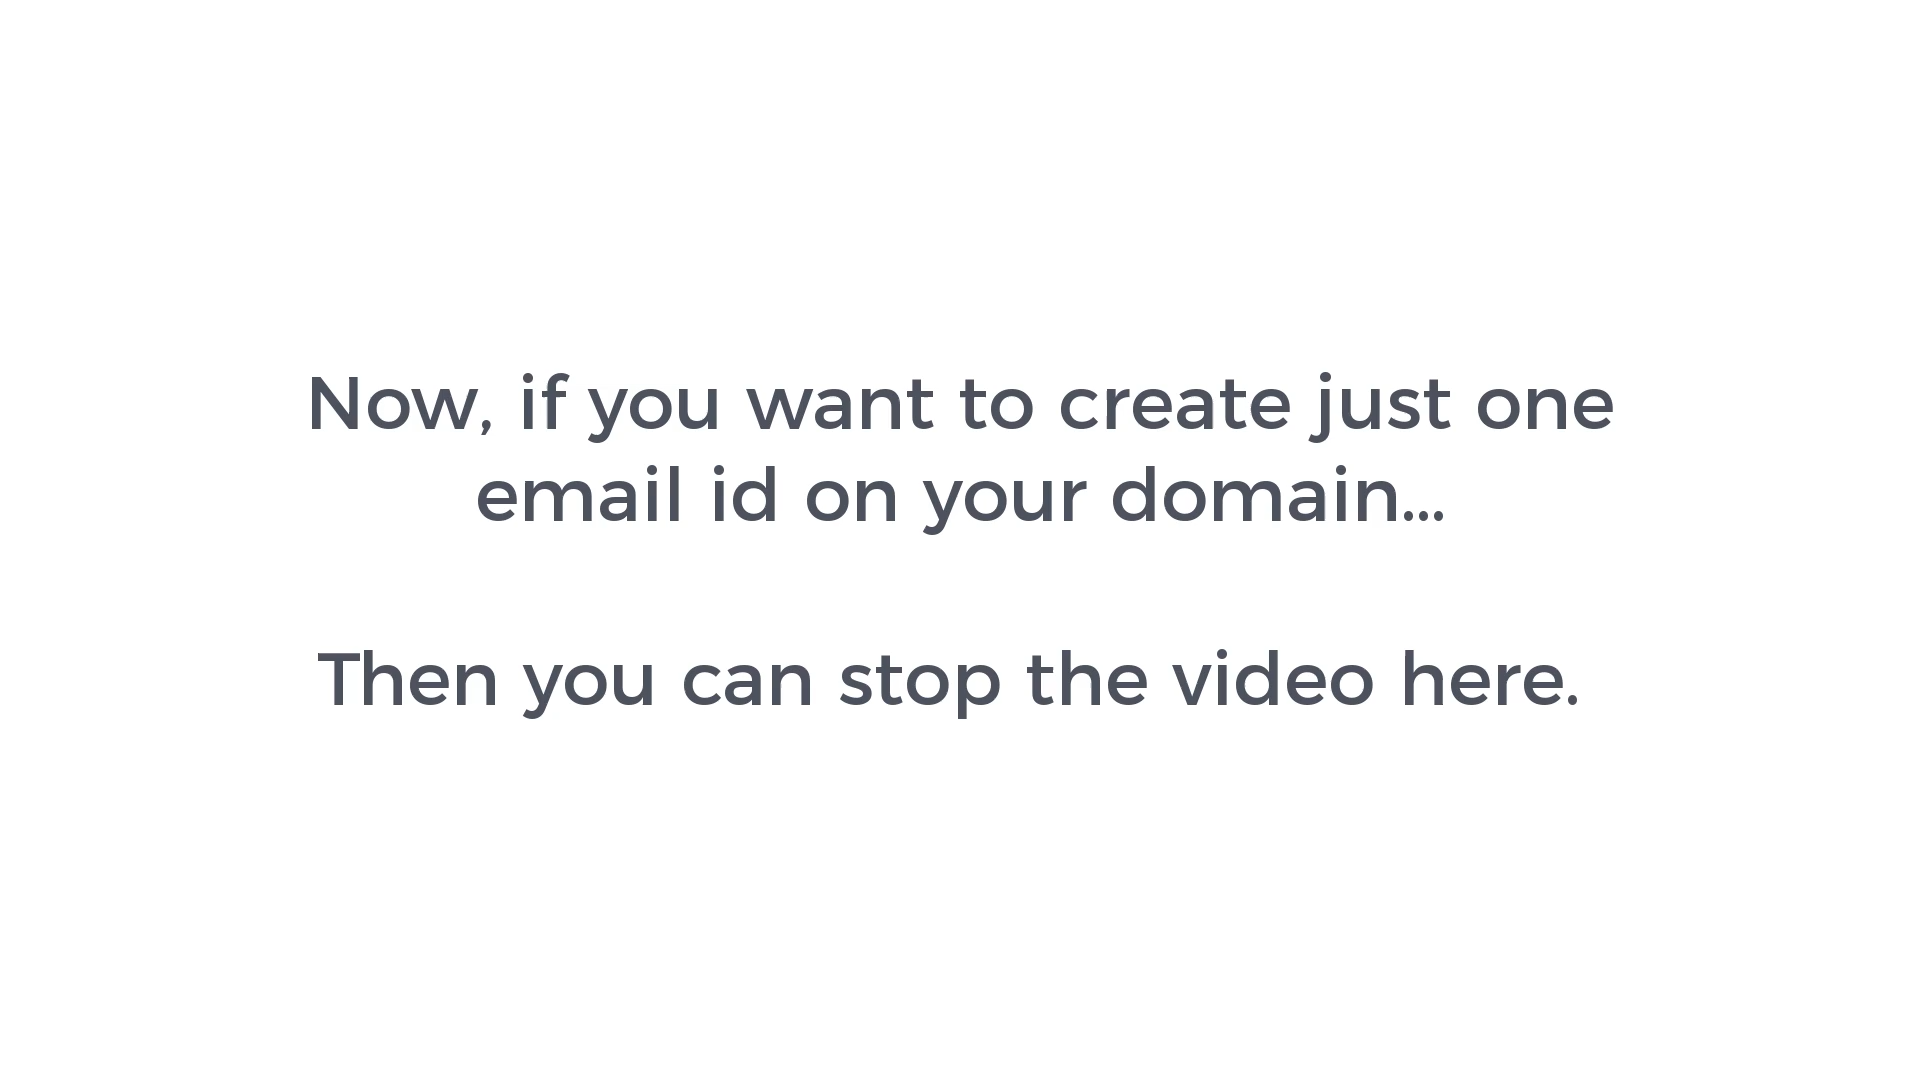 Now, if you want to create just one
email id on your domain...
Then you can stop the video here.